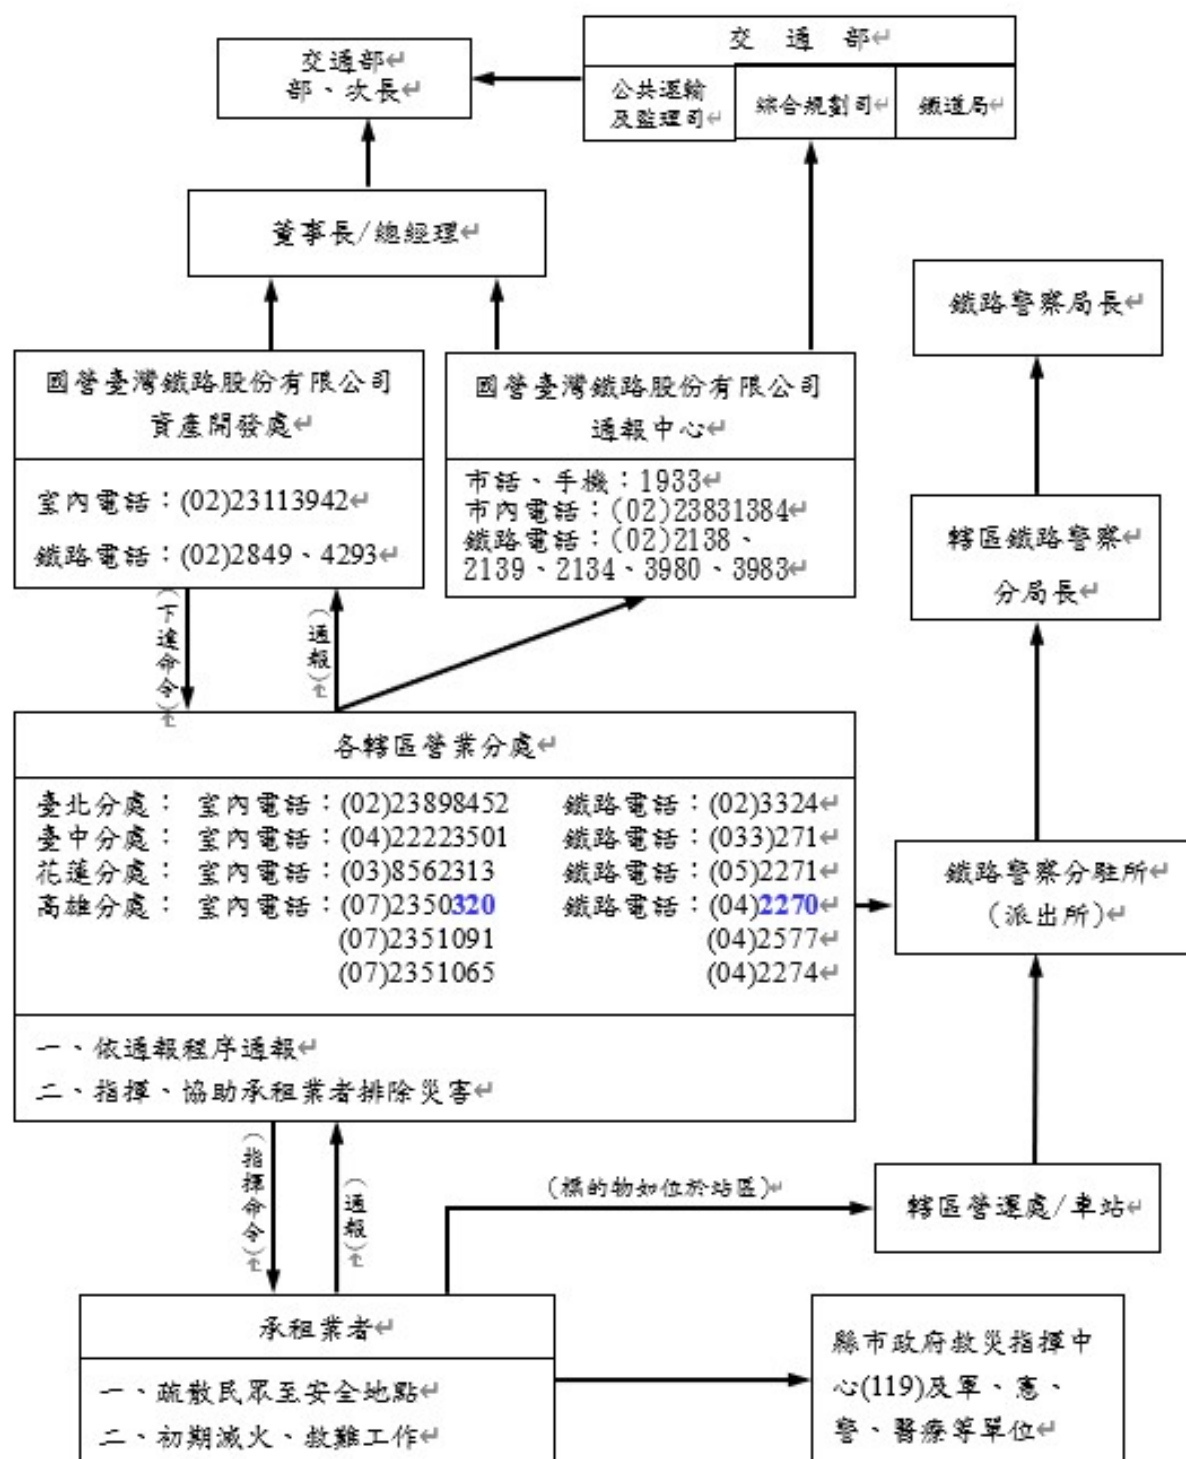 交通部
部、次長
交 通 部
公共運輸
及監理司
綜合規劃司
鐵道局
董事長/總經理
鐵路警察局長
國營臺灣鐵路股份有限公司
資產開發處
室內電話：(02)23113942
鐵路電話：(02)2849、4293
國營臺灣鐵路股份有限公司
通報中心
市話、手機：1933
市內電話：(02)23831384
鐵路電話：(02)2138、
2139、2134、3980、3983
轄區鐵路警察
分局長
(下達命令)
(通報)
各轄區營業分處
臺北分處： 室內電話：(02)23898452 鐵路電話：(02)3324
臺中分處： 室內電話：(04)22223501 鐵路電話：(033)271
花蓮分處： 室內電話：(03)8562313 鐵路電話：(05)2271
高雄分處： 室內電話：(07)2350320 鐵路電話：(04)2270
(07)2351091 (04)2577
(07)2351065 (04)2274
一、依通報程序通報
二、指揮、協助承租業者排除災害
鐵路警察分駐所
(派出所)
(指揮命令)
(通報)
(標的物如位於站區)
轄區營運處/車站
承租業者
一、疏散民眾至安全地點
二、初期滅火、救難工作
縣市政府救災指揮中
心(119)及軍、憲、
警、醫療等單位